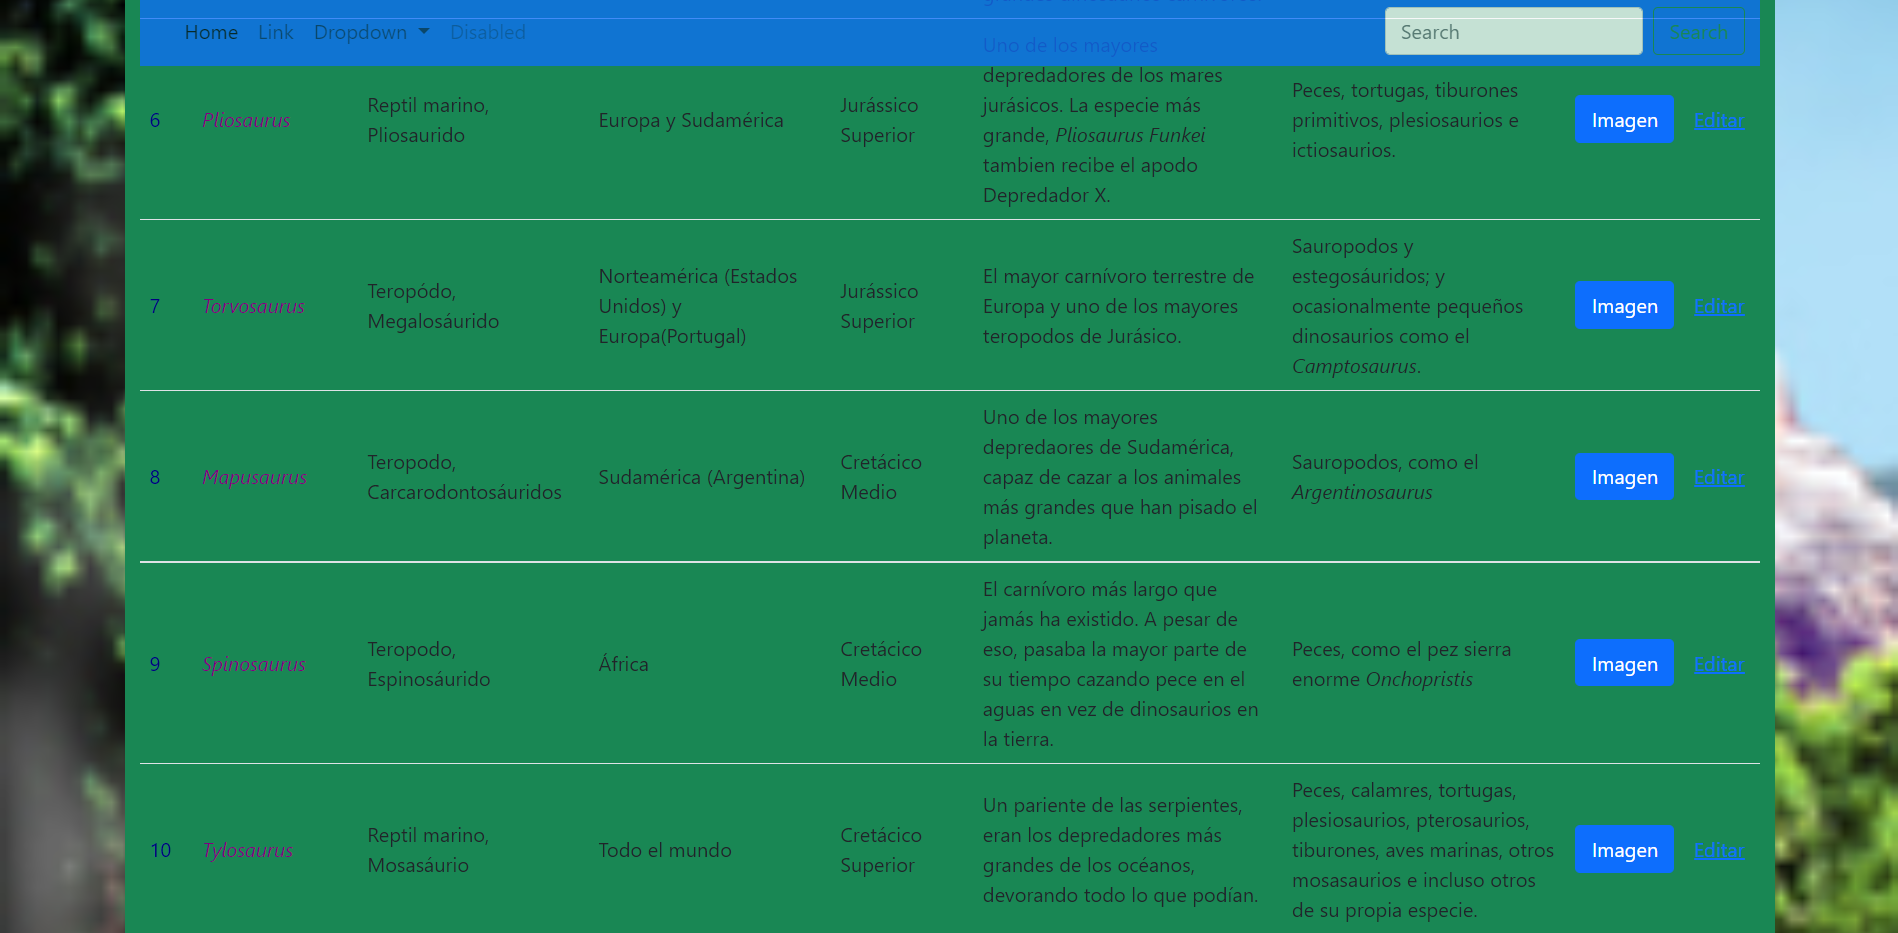 grandes dinosaurios carnívoros.
Home Link Dropdown Disabled Search Search
6 Pliosaurus
Reptil marino,
Pliosaurido
Europa y Sudamérica
Jurássico
Superior
Uno de los mayores
depredadores de los mares
jurásicos. La especie más
grande, Pliosaurus Funkei
tambien recibe el apodo
Depredador X.
Peces, tortugas, tiburones
primitivos, plesiosaurios e
ictiosaurios.
Imagen Editar
7 Torvosaurus
Teropódo,
Megalosáurido
Norteamérica (Estados
Unidos) y
Europa(Portugal)
Jurássico
Superior
El mayor carnívoro terrestre de
Europa y uno de los mayores
teropodos de Jurásico.
Sauropodos y
estegosáuridos; y
ocasionalmente pequeños
dinosaurios como el
Camptosaurus.
Imagen Editar
8 Mapusaurus
Teropodo,
Carcarodontosáuridos
Sudamérica (Argentina)
Cretácico
Medio
Uno de los mayores
depredaores de Sudamérica,
capaz de cazar a los animales
más grandes que han pisado el
planeta.
Sauropodos, como el
Argentinosaurus
Imagen Editar
9 Spinosaurus
Teropodo,
Espinosáurido
África
Cretácico
Medio
El carnívoro más largo que
jamás ha existido. A pesar de
eso, pasaba la mayor parte de
su tiempo cazando pece en el
aguas en vez de dinosaurios en
la tierra.
Peces, como el pez sierra
enorme Onchopristis
Imagen Editar
10 Tylosaurus
Reptil marino,
Mosasáurio
Todo el mundo
Cretácico
Superior
Un pariente de las serpientes,
eran los depredadores más
grandes de los océanos,
devorando todo lo que podían.
Peces, calamres, tortugas,
plesiosaurios, pterosaurios,
tiburones, aves marinas, otros
mosasaurios e incluso otros
de su propia especie.
Imagen Editar